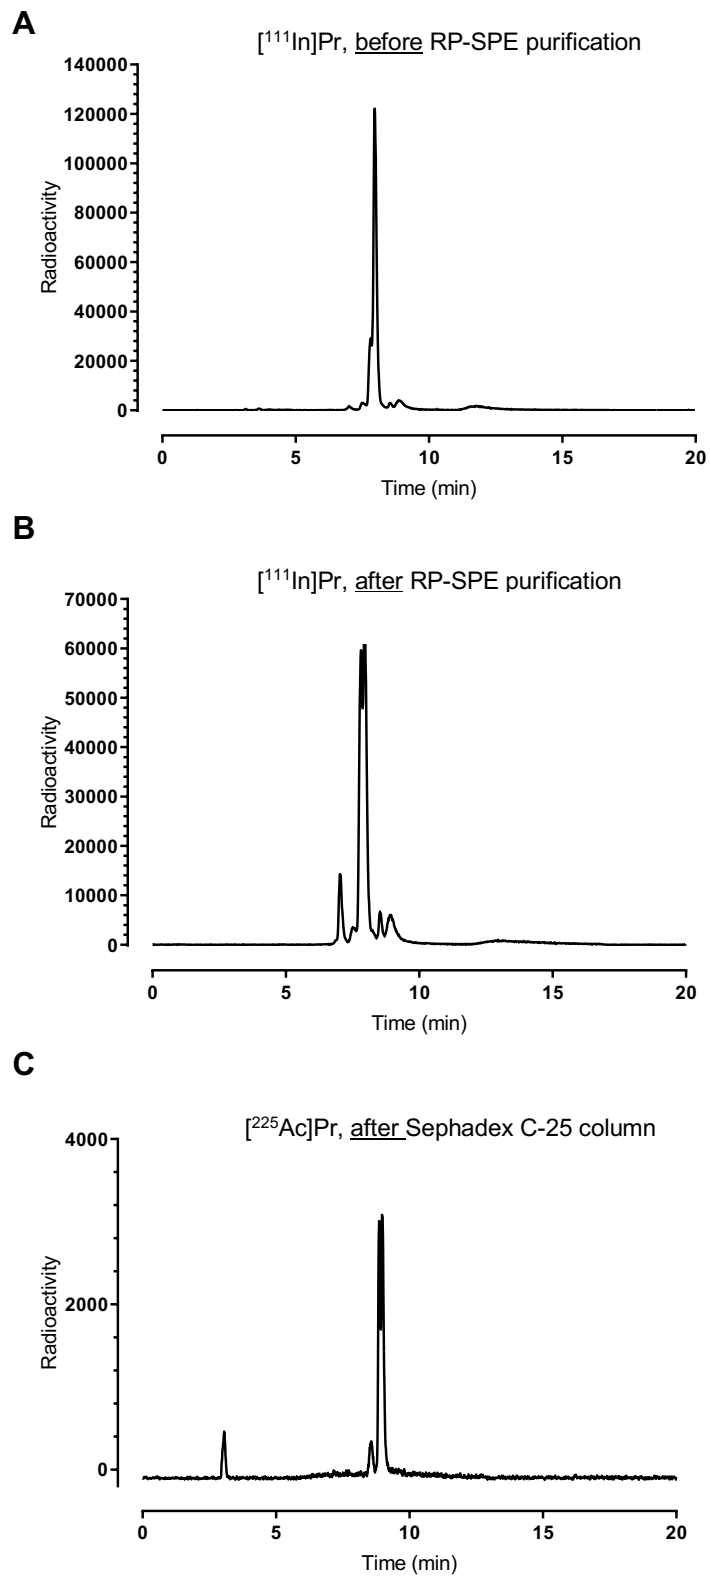 A
[¹¹¹In]Pr, before RP-SPE purification
140000
120000
100000
80000
60000
40000
20000
0
Radioactivity
0 5 10 15 20
Time (min)
B
[¹¹¹In]Pr, after RP-SPE purification
70000
60000
50000
40000
30000
20000
10000
0
Radioactivity
0 5 10 15 20
Time (min)
C
[²²⁵Ac]Pr, after Sephadex C-25 column
4000
2000
0
Radioactivity
0 5 10 15 20
Time (min)